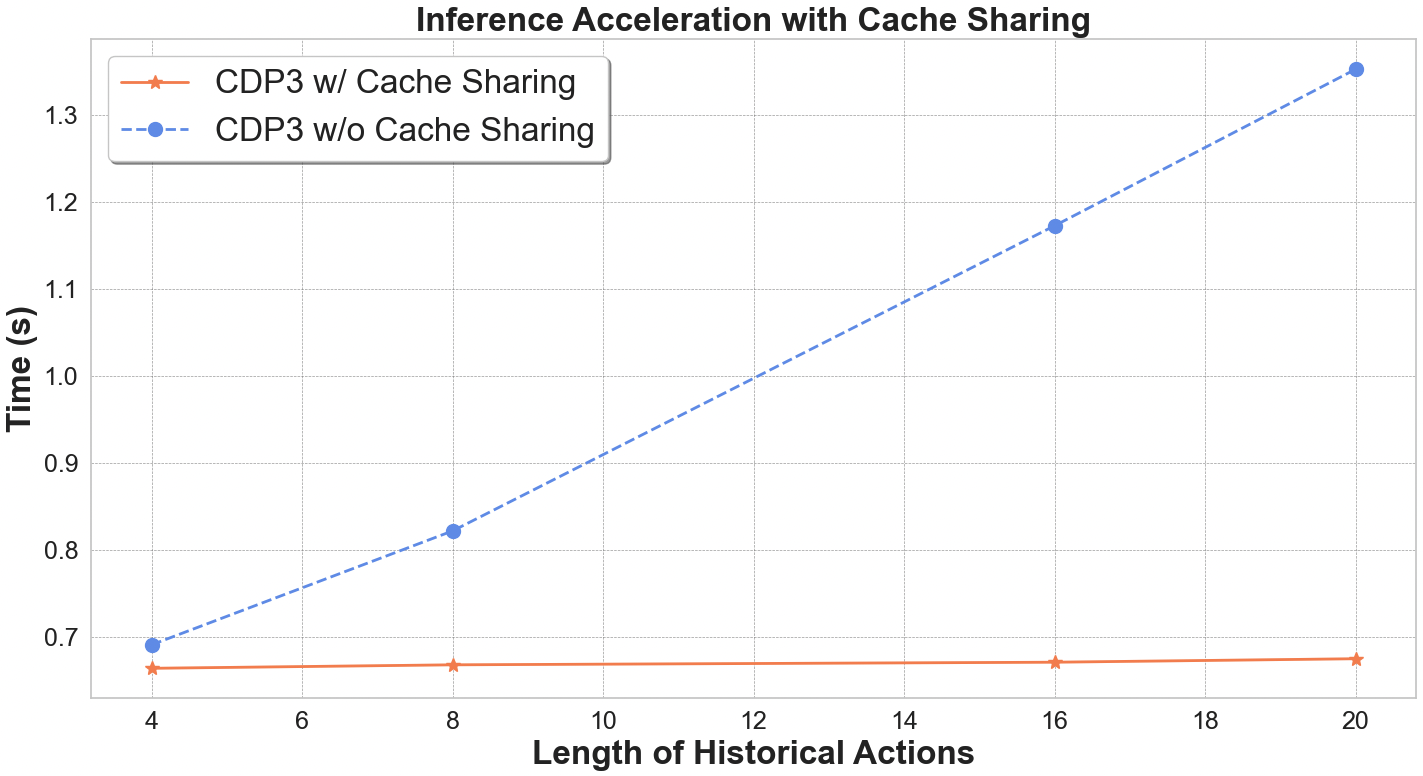 Inference Acceleration with Cache Sharing
CDP3 w/ Cache Sharing
CDP3 w/o Cache Sharing
Time (s)
1.3
1.2
1.1
1.0
0.9
0.8
0.7
4 6 8 10 12 14 16 18 20
Length of Historical Actions